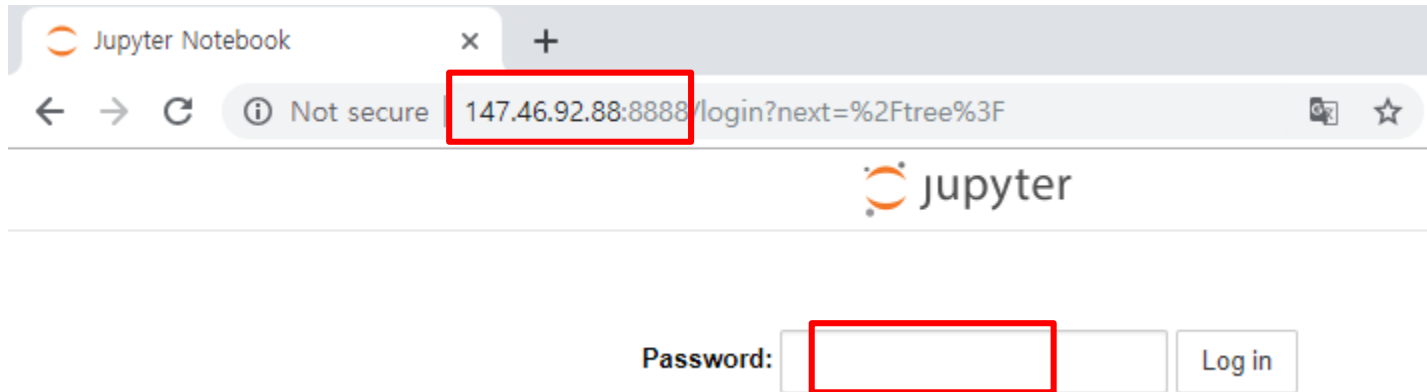 Jupyter Notebook
Not secure 147.46.92.88:8888/login?next=%2Ftree%3F
jupyter
Password: Log in